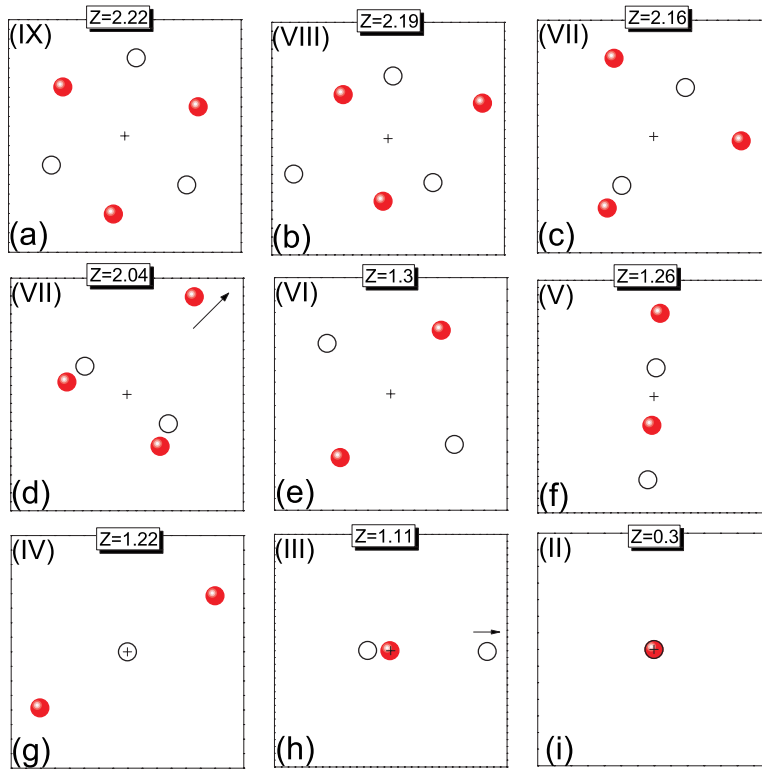 (IX)
Z=2.22
(a)
(VIII)
Z=2.19
(b)
(VII)
Z=2.16
(c)
(VII)
Z=2.04
(d)
(VI)
Z=1.3
(e)
(V)
Z=1.26
(f)
(IV)
Z=1.22
(g)
(III)
Z=1.11
(h)
(II)
Z=0.3
(i)